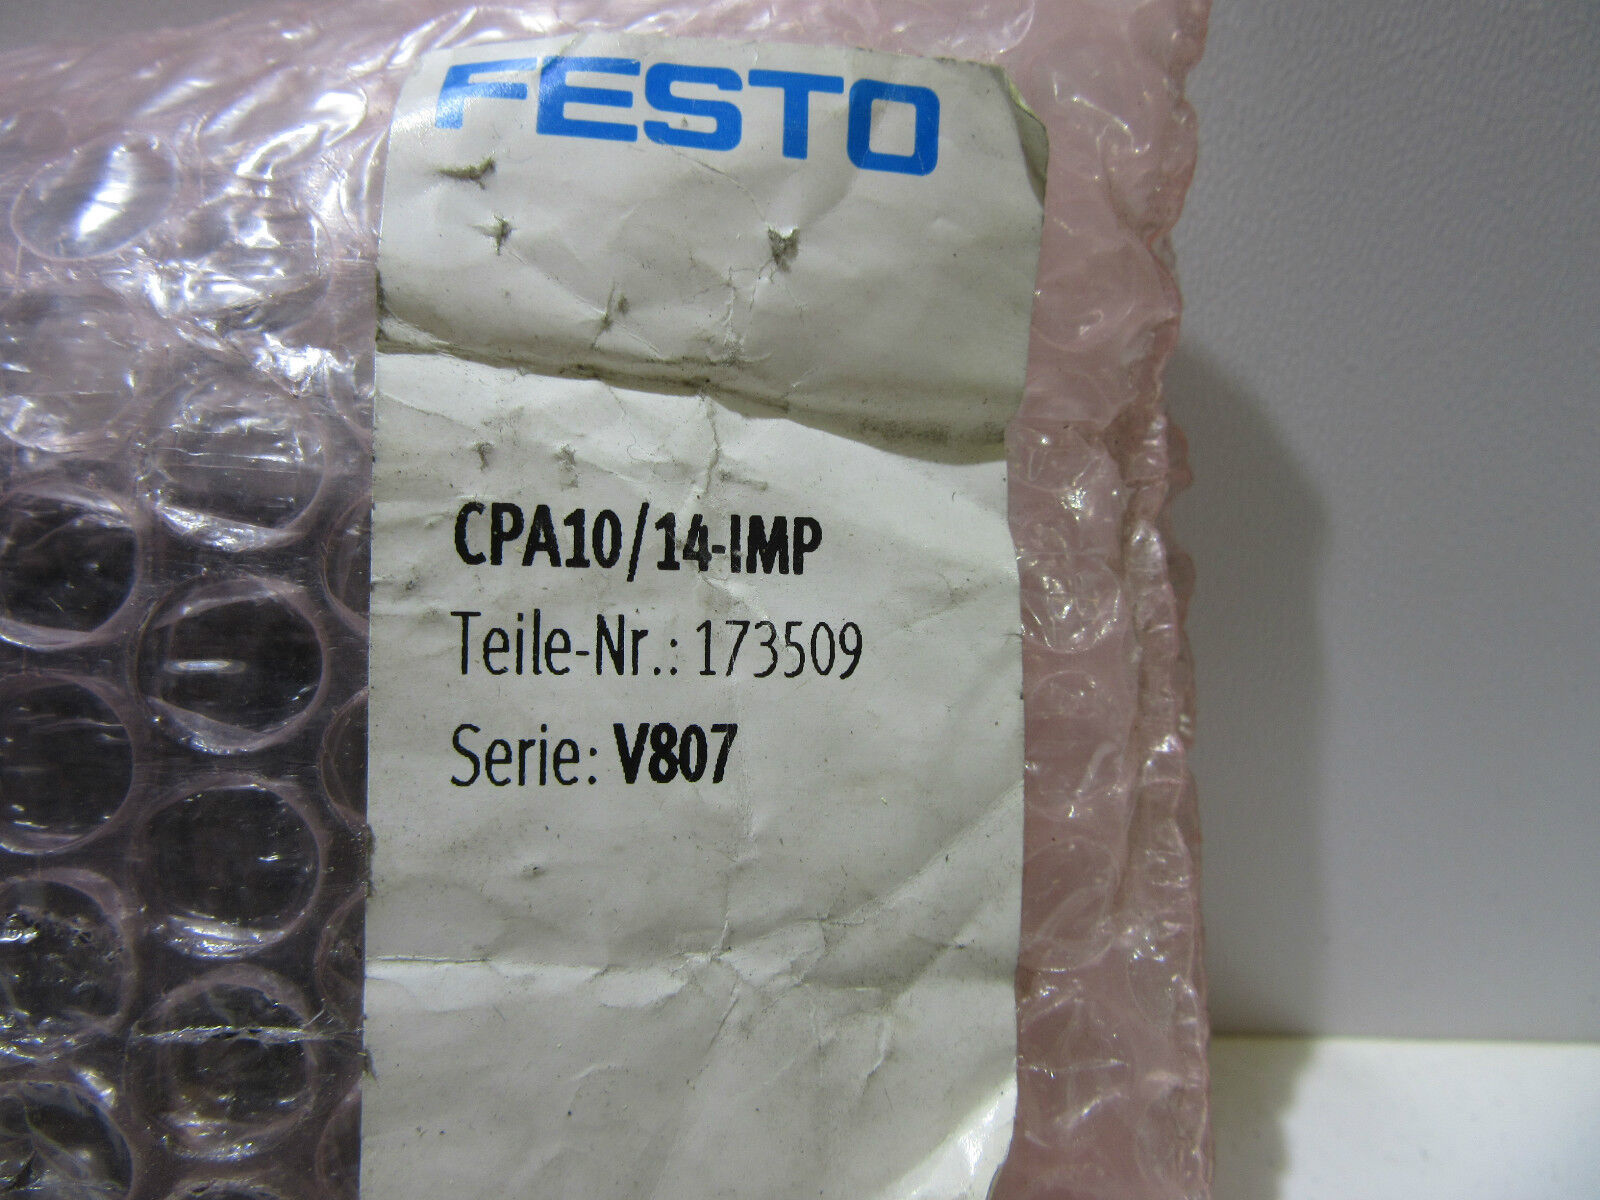 FESTO
CPA10/14-IMP
Teile-Nr.: 173509
Serie: V807